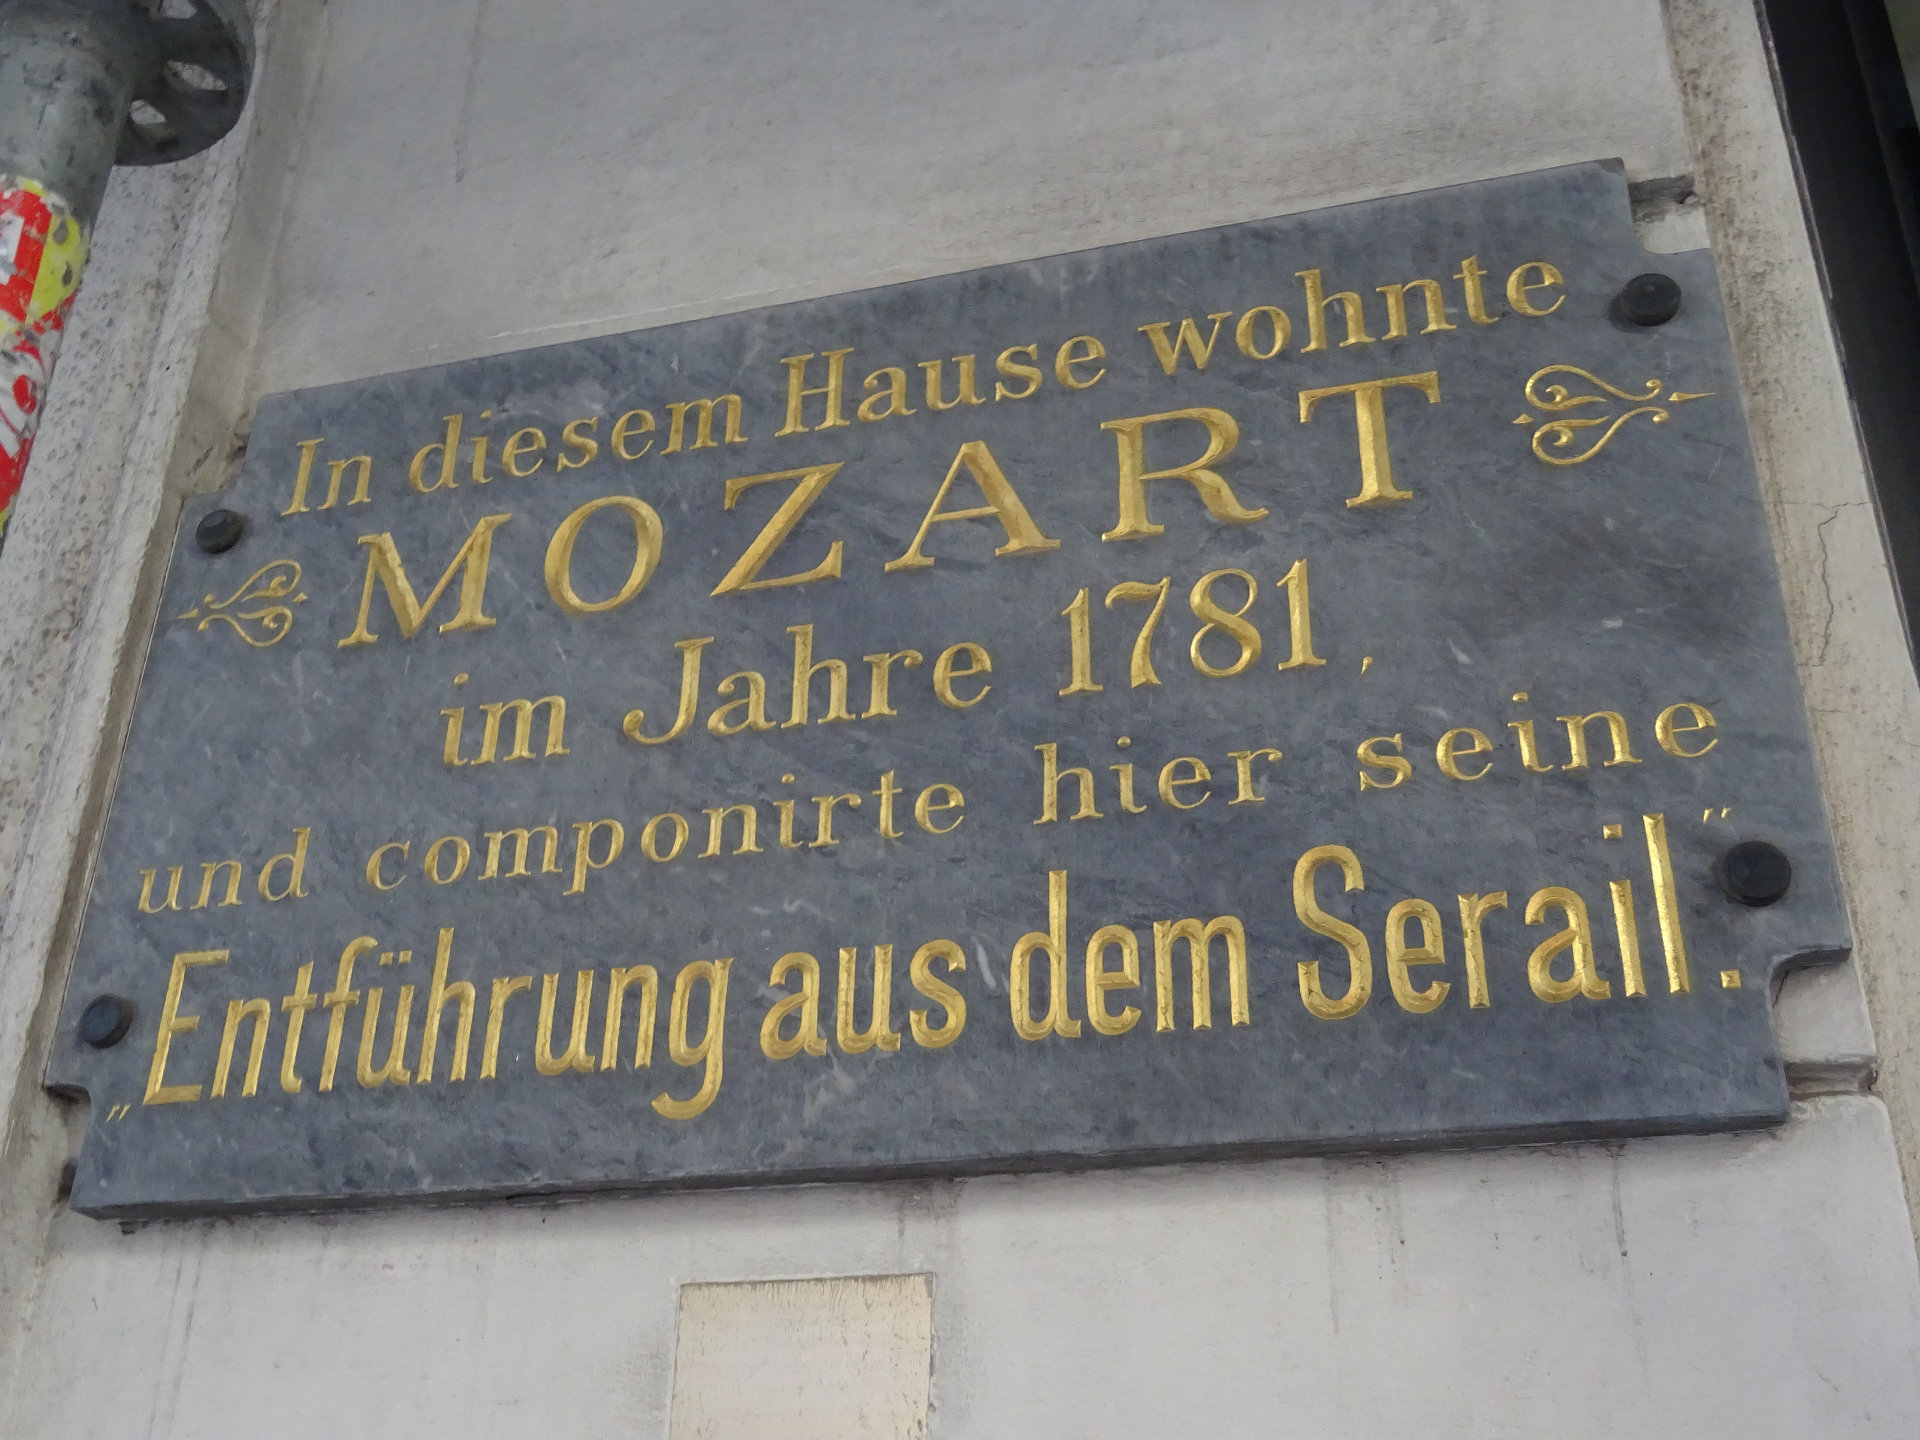 In diesem Hause wohnte
MOZART
im Jahre 1781,
und componirte hier seine
„Entführung aus dem Serail".